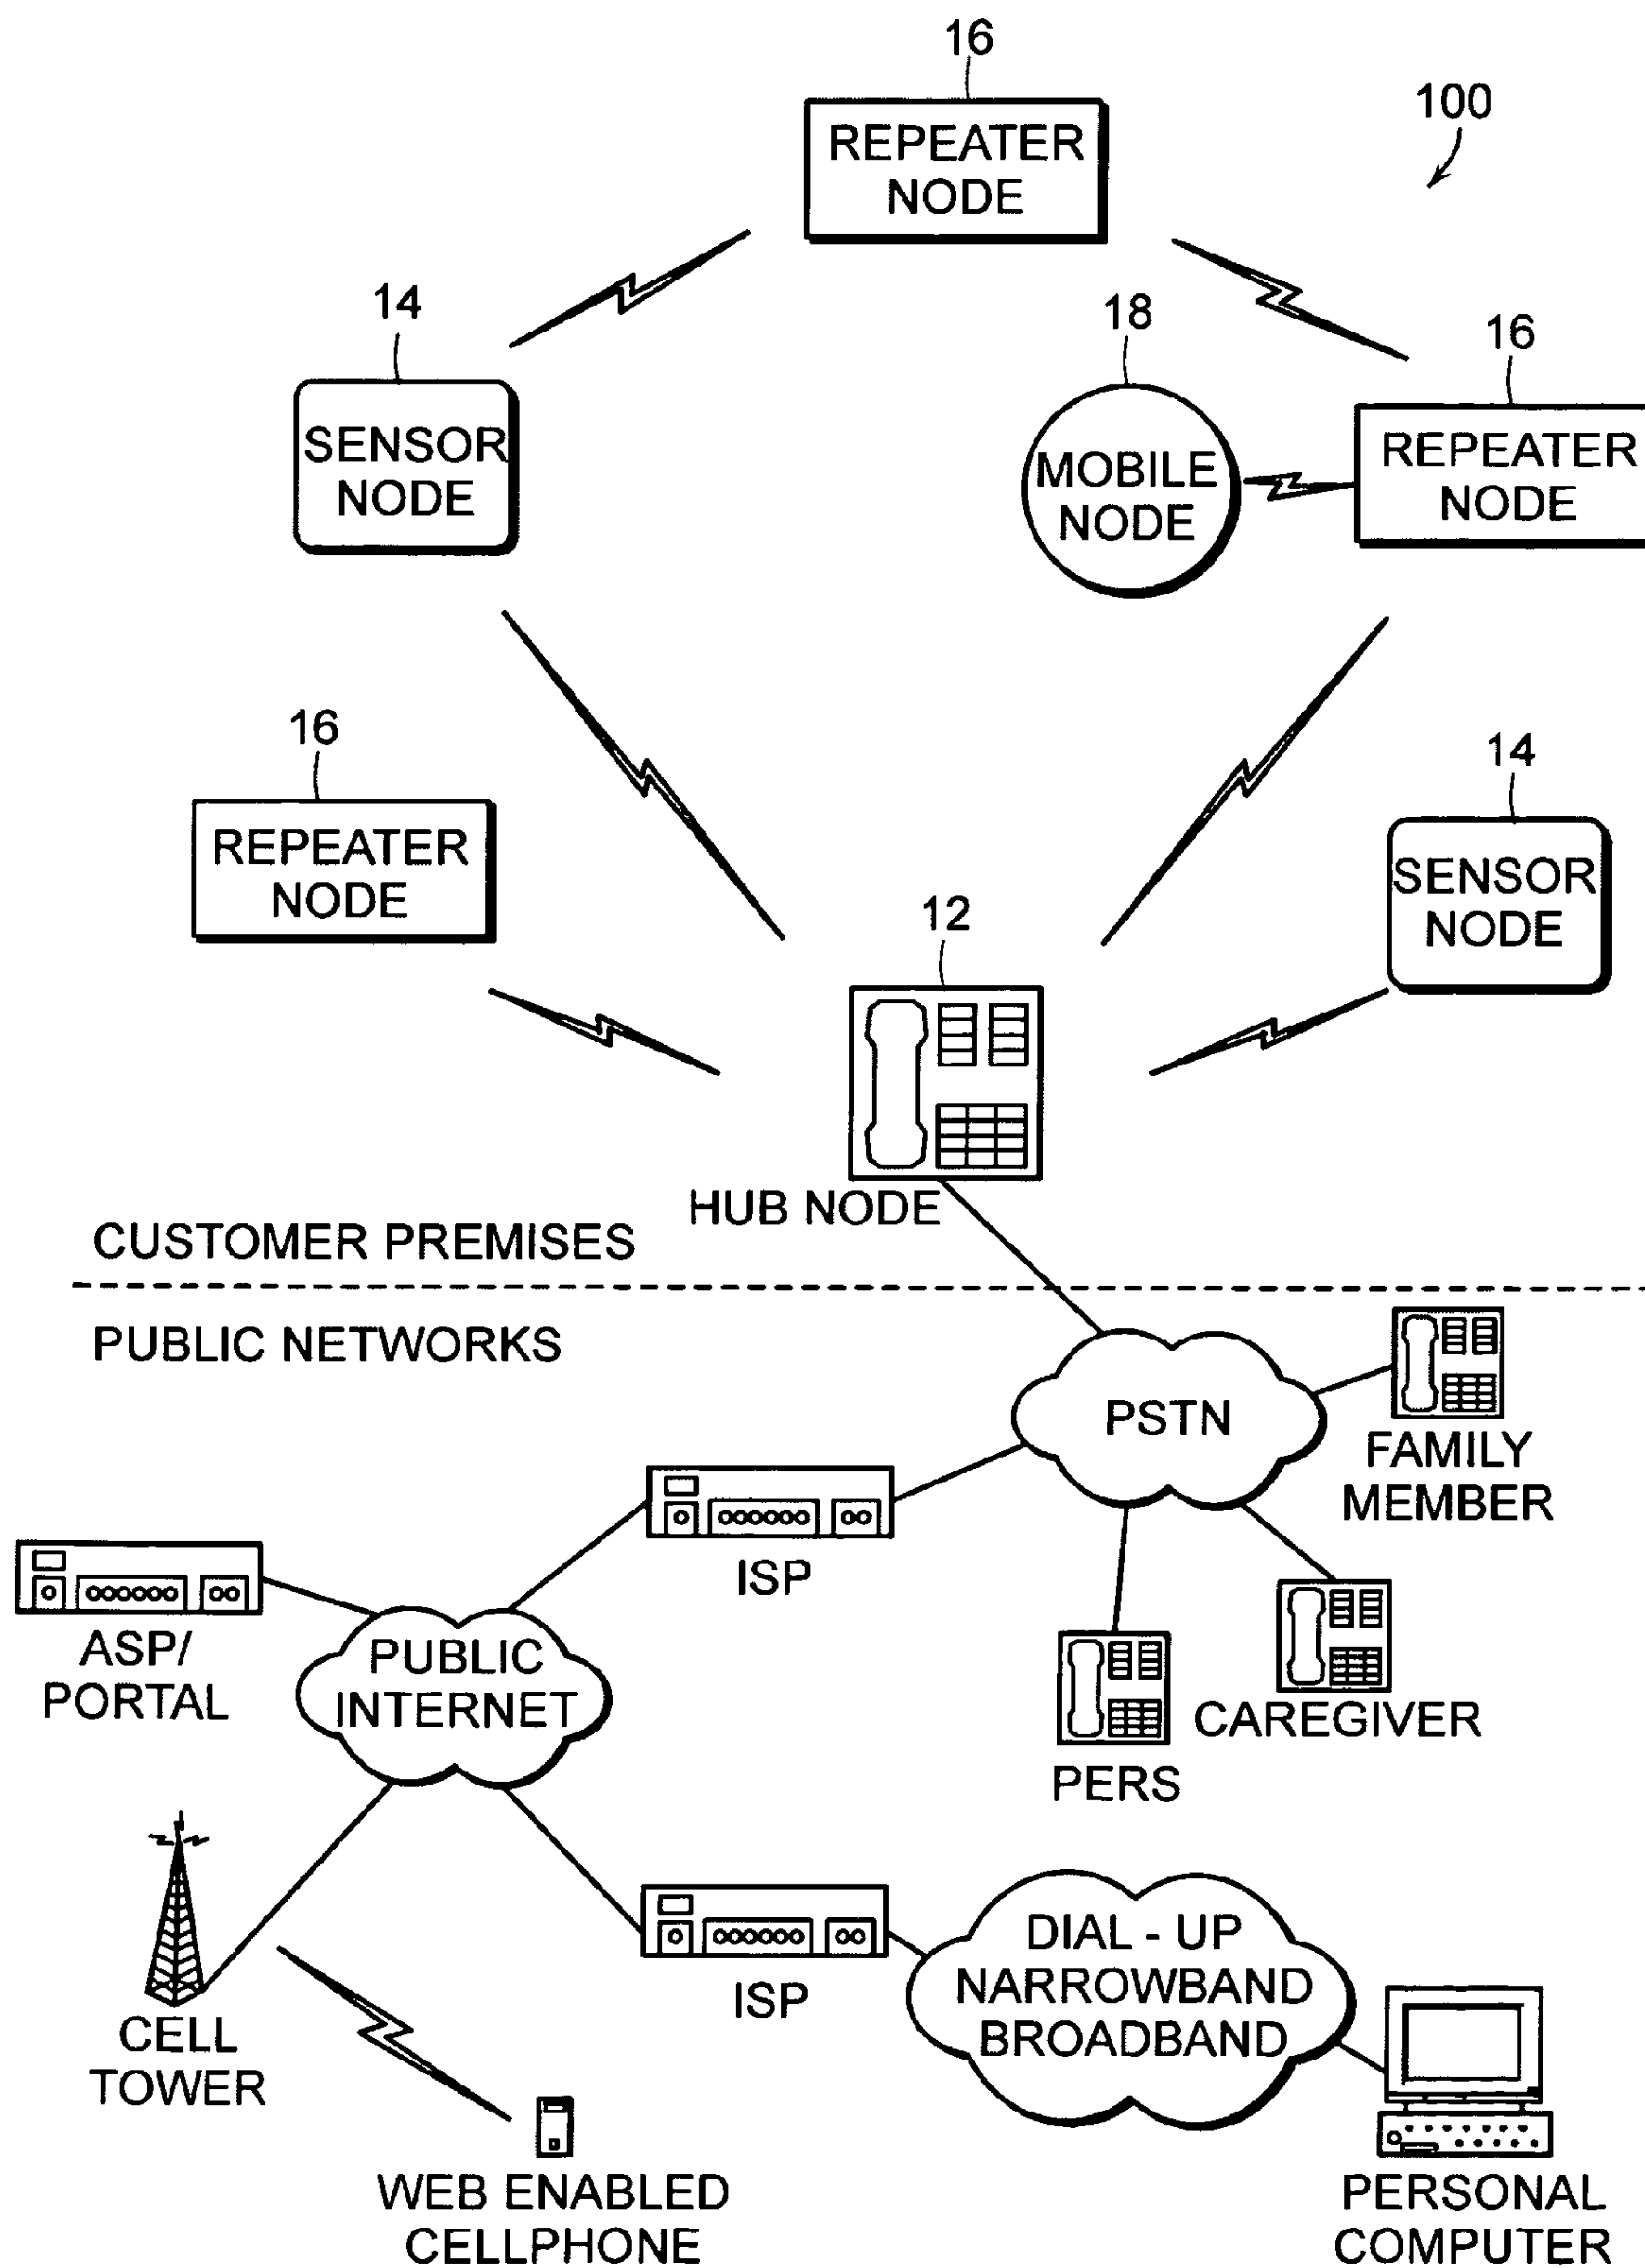 16
100
REPEATER
NODE
14
18
16
SENSOR
NODE
MOBILE
NODE
REPEATER
NODE
16
14
REPEATER
NODE
SENSOR
NODE
12
HUB NODE
CUSTOMER PREMISES
PUBLIC NETWORKS
PSTN
FAMILY
MEMBER
ISP
ASP/
PORTAL
PUBLIC
INTERNET
CAREGIVER
PERS
DIAL - UP
NARROWBAND
BROADBAND
ISP
CELL
TOWER
WEB ENABLED
CELLPHONE
PERSONAL
COMPUTER